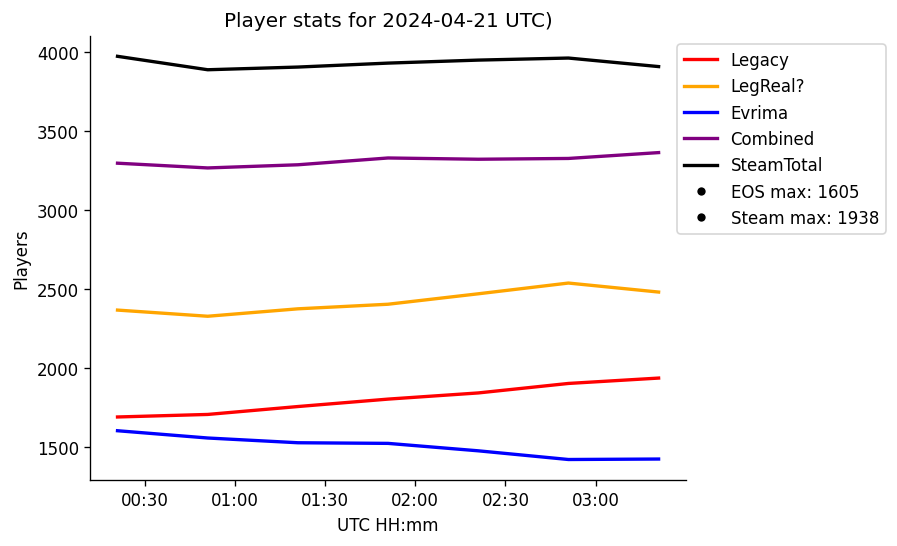 Player stats for 2024-04-21 UTC)
4000
3500
3000
2500
2000
1500
Players
00:30 01:00 01:30 02:00 02:30 03:00
UTC HH:mm
Legacy
LegReal?
Evrima
Combined
SteamTotal
EOS max: 1605
Steam max: 1938